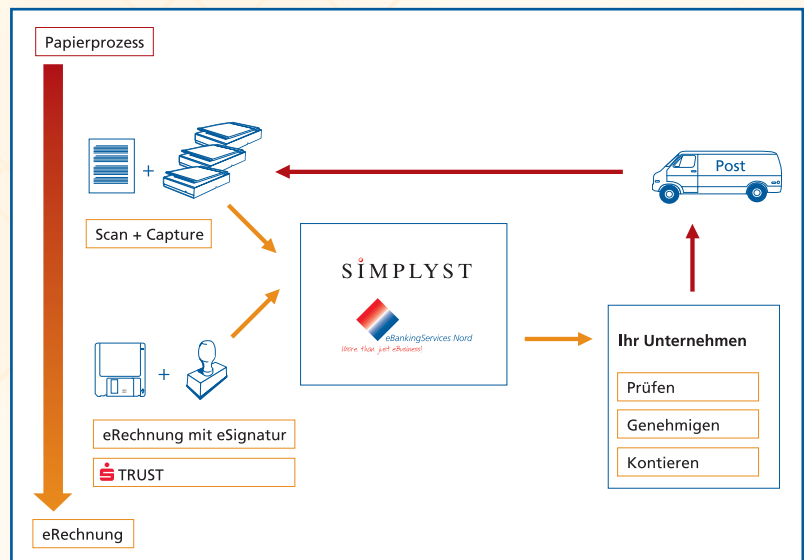 Papierprozess
+
Post
Scan + Capture
SiMPLYST
eBankingServices Nord
More than just eBusiness!
Ihr Unternehmen
Prüfen
Genehmigen
Kontieren
+
eRechnung mit eSignatur
S TRUST
eRechnung